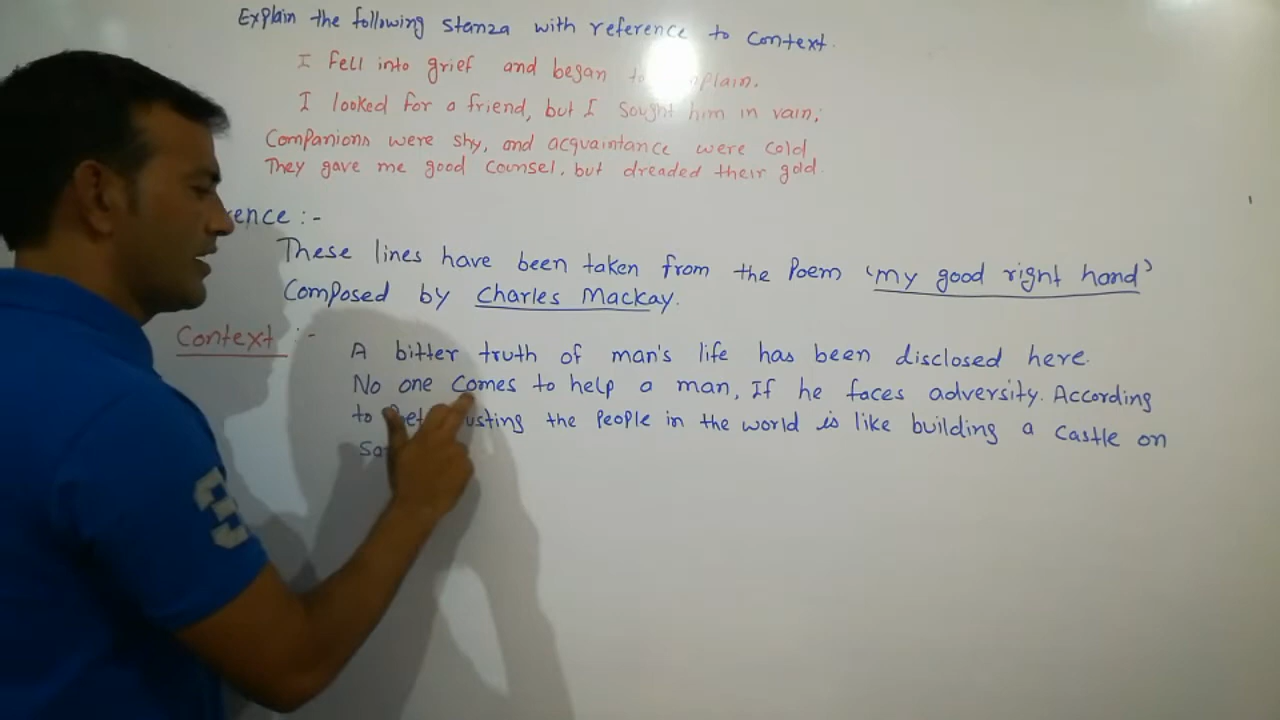 Explain the following stanza with reference to context.
I fell into grief and began to plain.
I looked for a friend, but I sought him in vain;
Companions were shy, and acquaintance were cold
They gave me good counsel, but dreaded their gold.
ence :-
These lines have been taken from the Poem 'my good right hand'
Composed by Charles Mackay.
Context :-
A bitter truth of man's life has been disclosed here.
No one comes to help a man, If he faces adversity. According
to usting the People in the world is like building a castle on
3